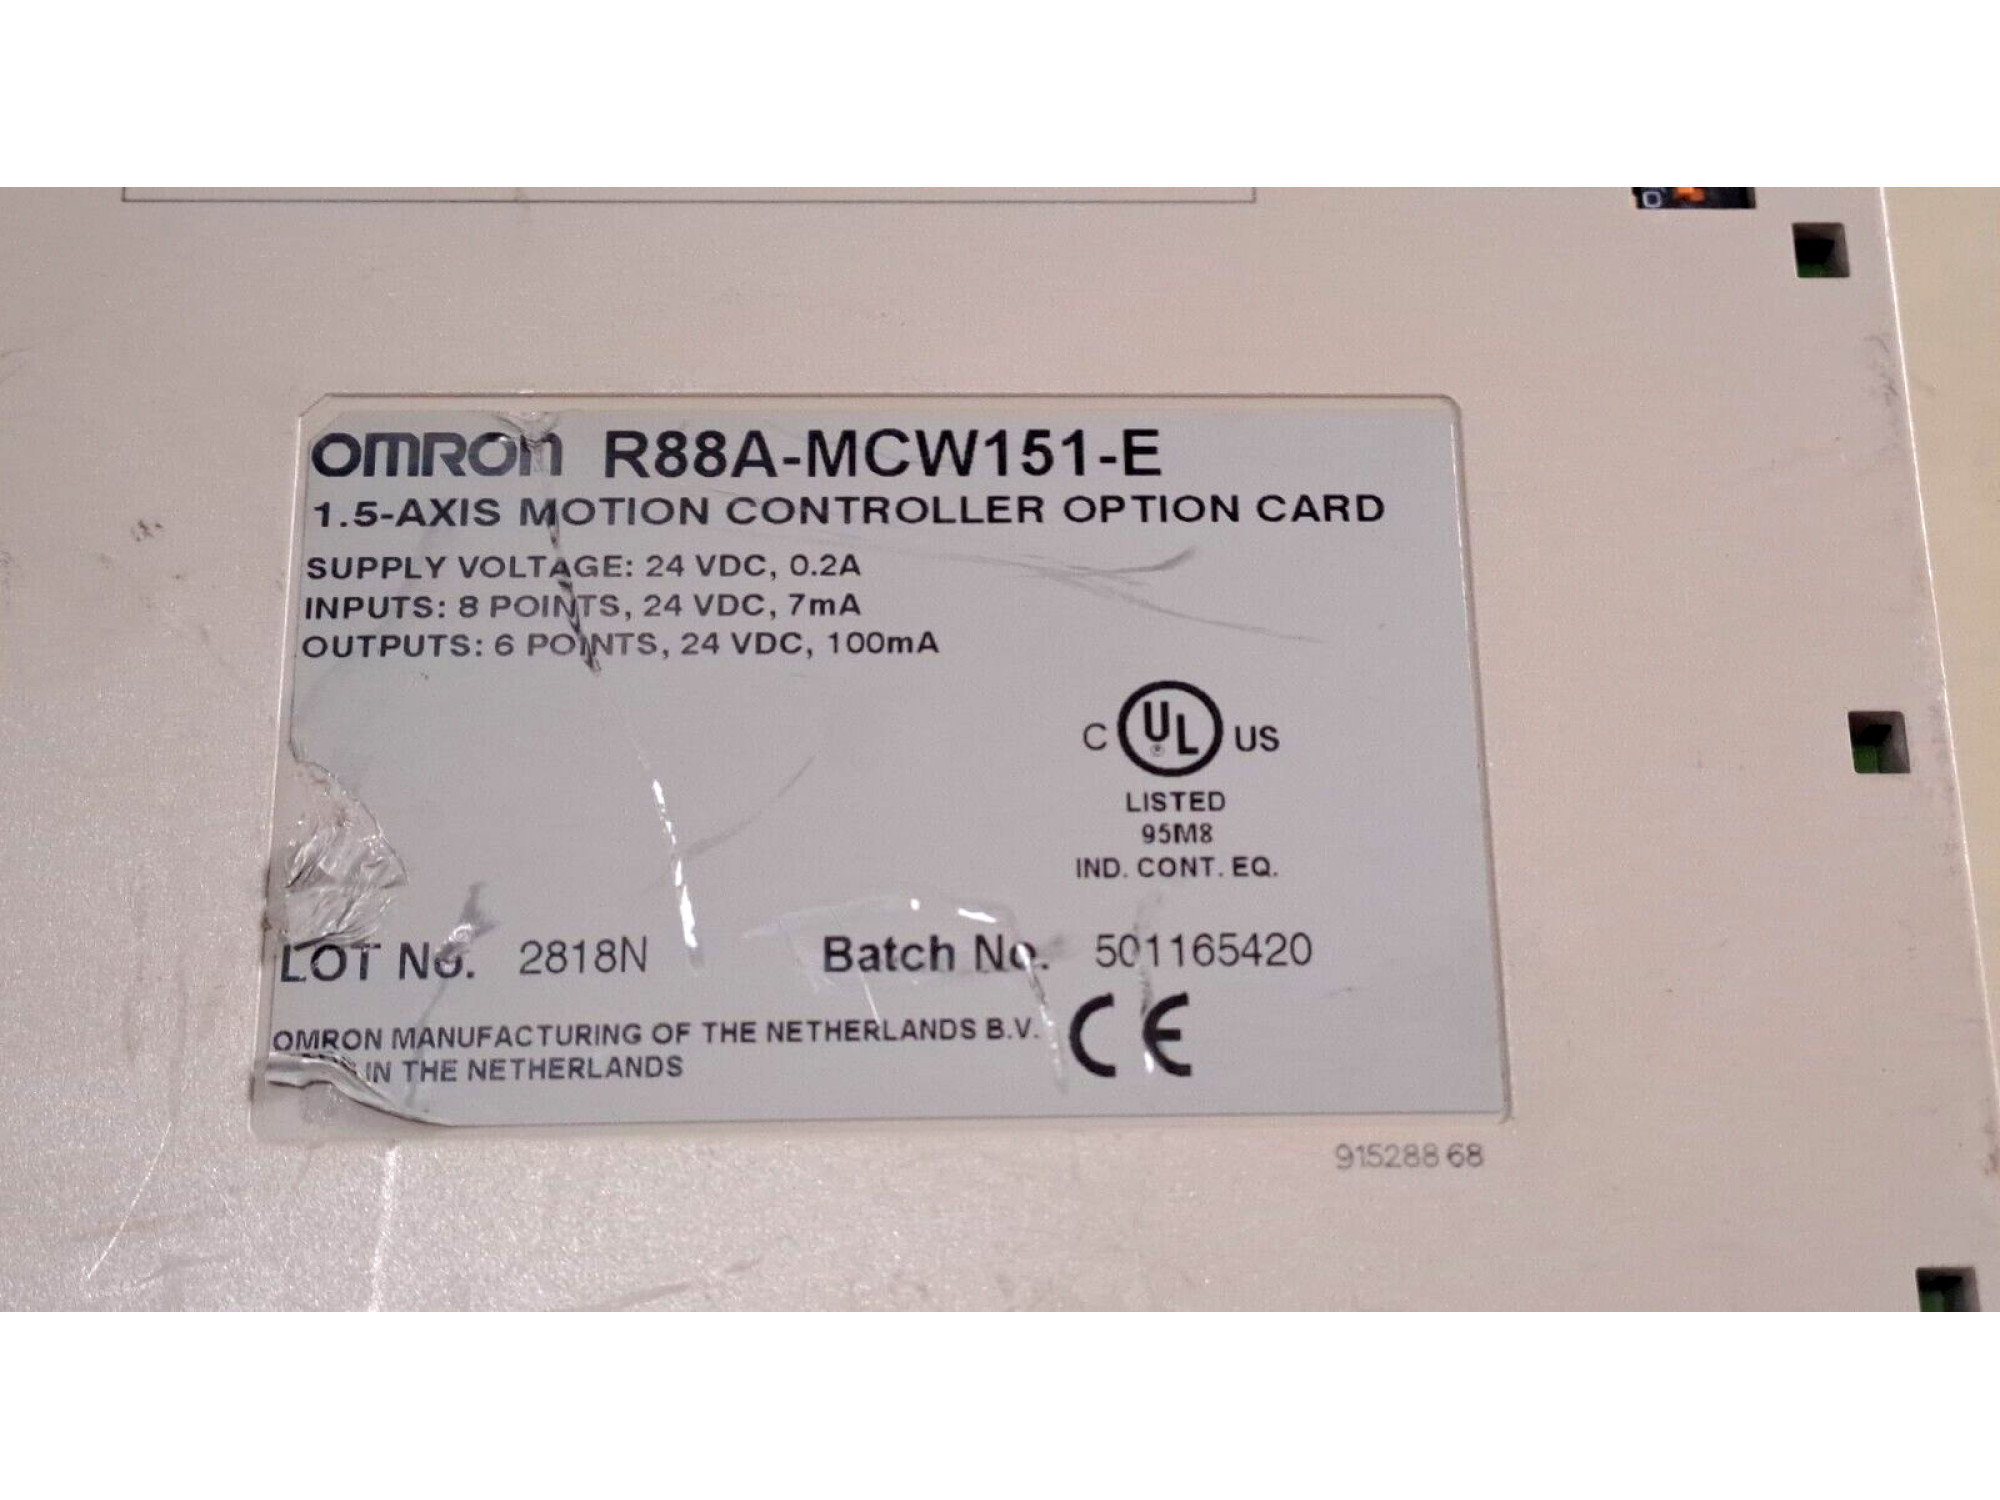 OMRON R88A-MCW151-E
1.5-AXIS MOTION CONTROLLER OPTION CARD
SUPPLY VOLTAGE: 24 VDC, 0.2A
INPUTS: 8 POINTS, 24 VDC, 7mA
OUTPUTS: 6 POINTS, 24 VDC, 100mA
C UL® US
LISTED
95M8
IND. CONT. EQ.
LOT No. 2818N Batch No. 501165420
OMRON MANUFACTURING OF THE NETHERLANDS B.V. CE
IN THE NETHERLANDS
915288 68